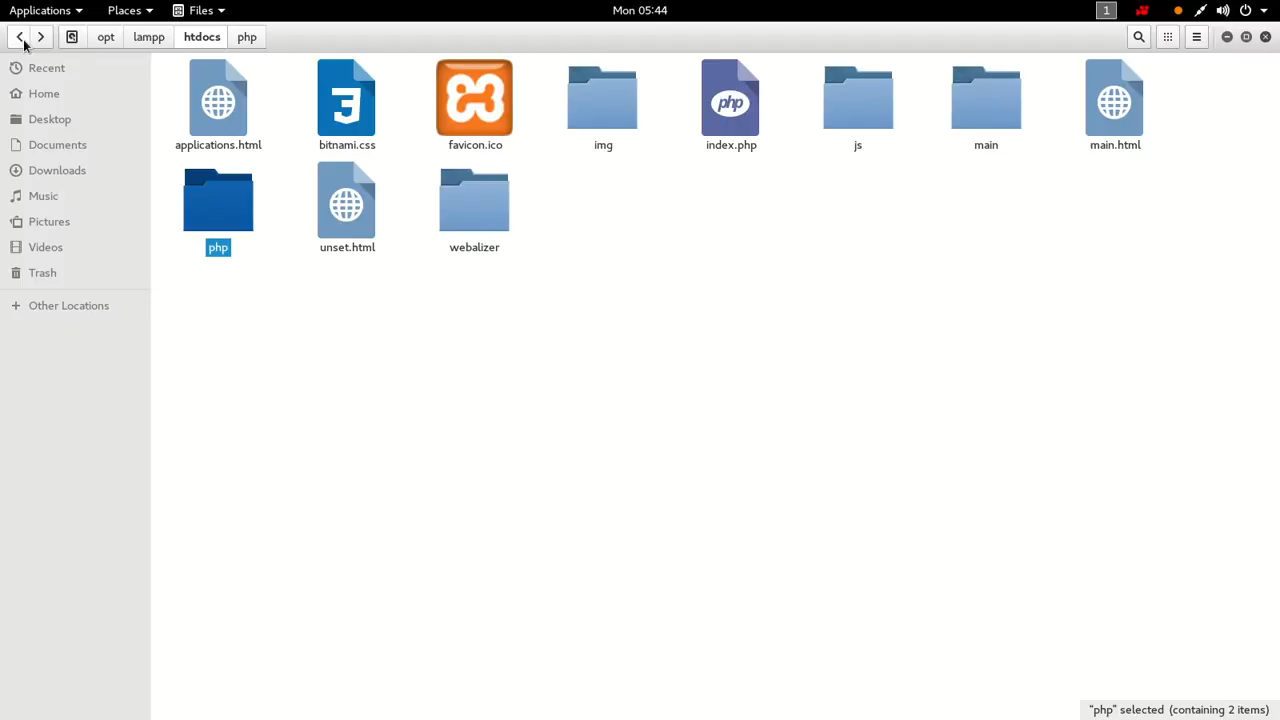 Applications Places Files Mon 05:44 1
opt lampp htdocs php
Recent
Home
Desktop
Documents
Downloads
Music
Pictures
Videos
Trash
Other Locations
3 php
applications.html bitnami.css favicon.ico img index.php js main main.html
php unset.html webalizer
"php" selected (containing 2 items)